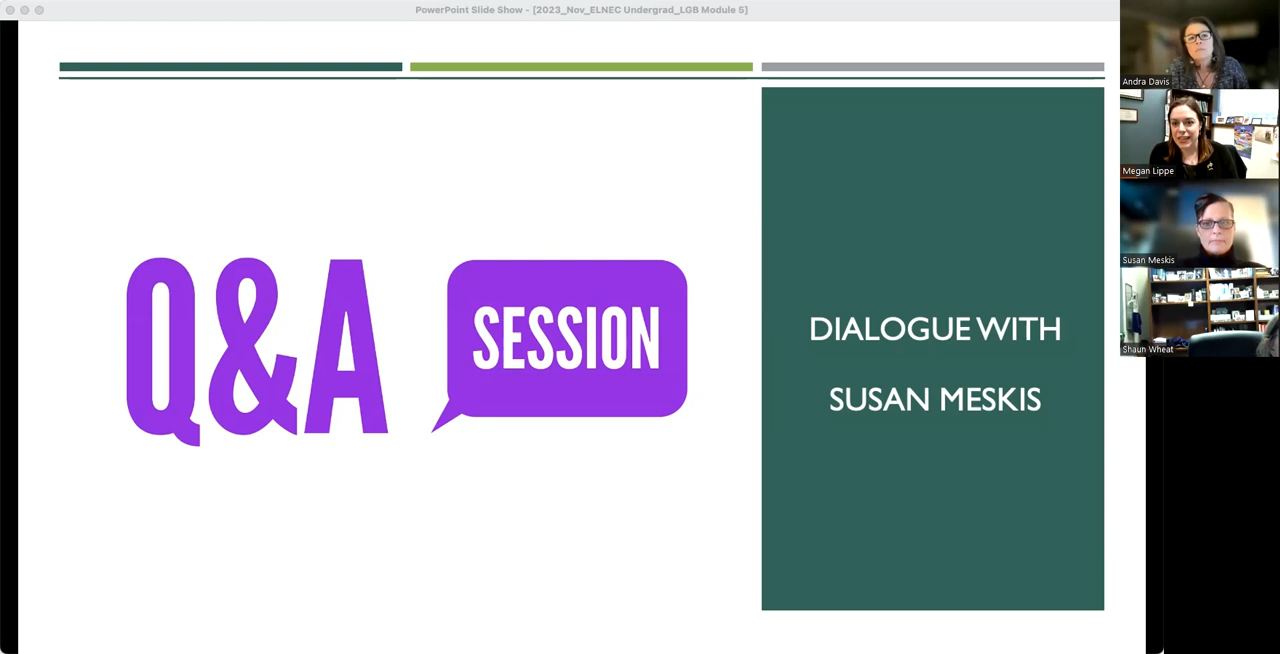 PowerPoint Slide Show - [2023_Nov_ELNEC Undergrad_LGB Module 5]
Q&A
SESSION
DIALOGUE WITH
SUSAN MESKIS
Andra Davis
Megan Lippe
Susan Meskis
Shaun Wheat